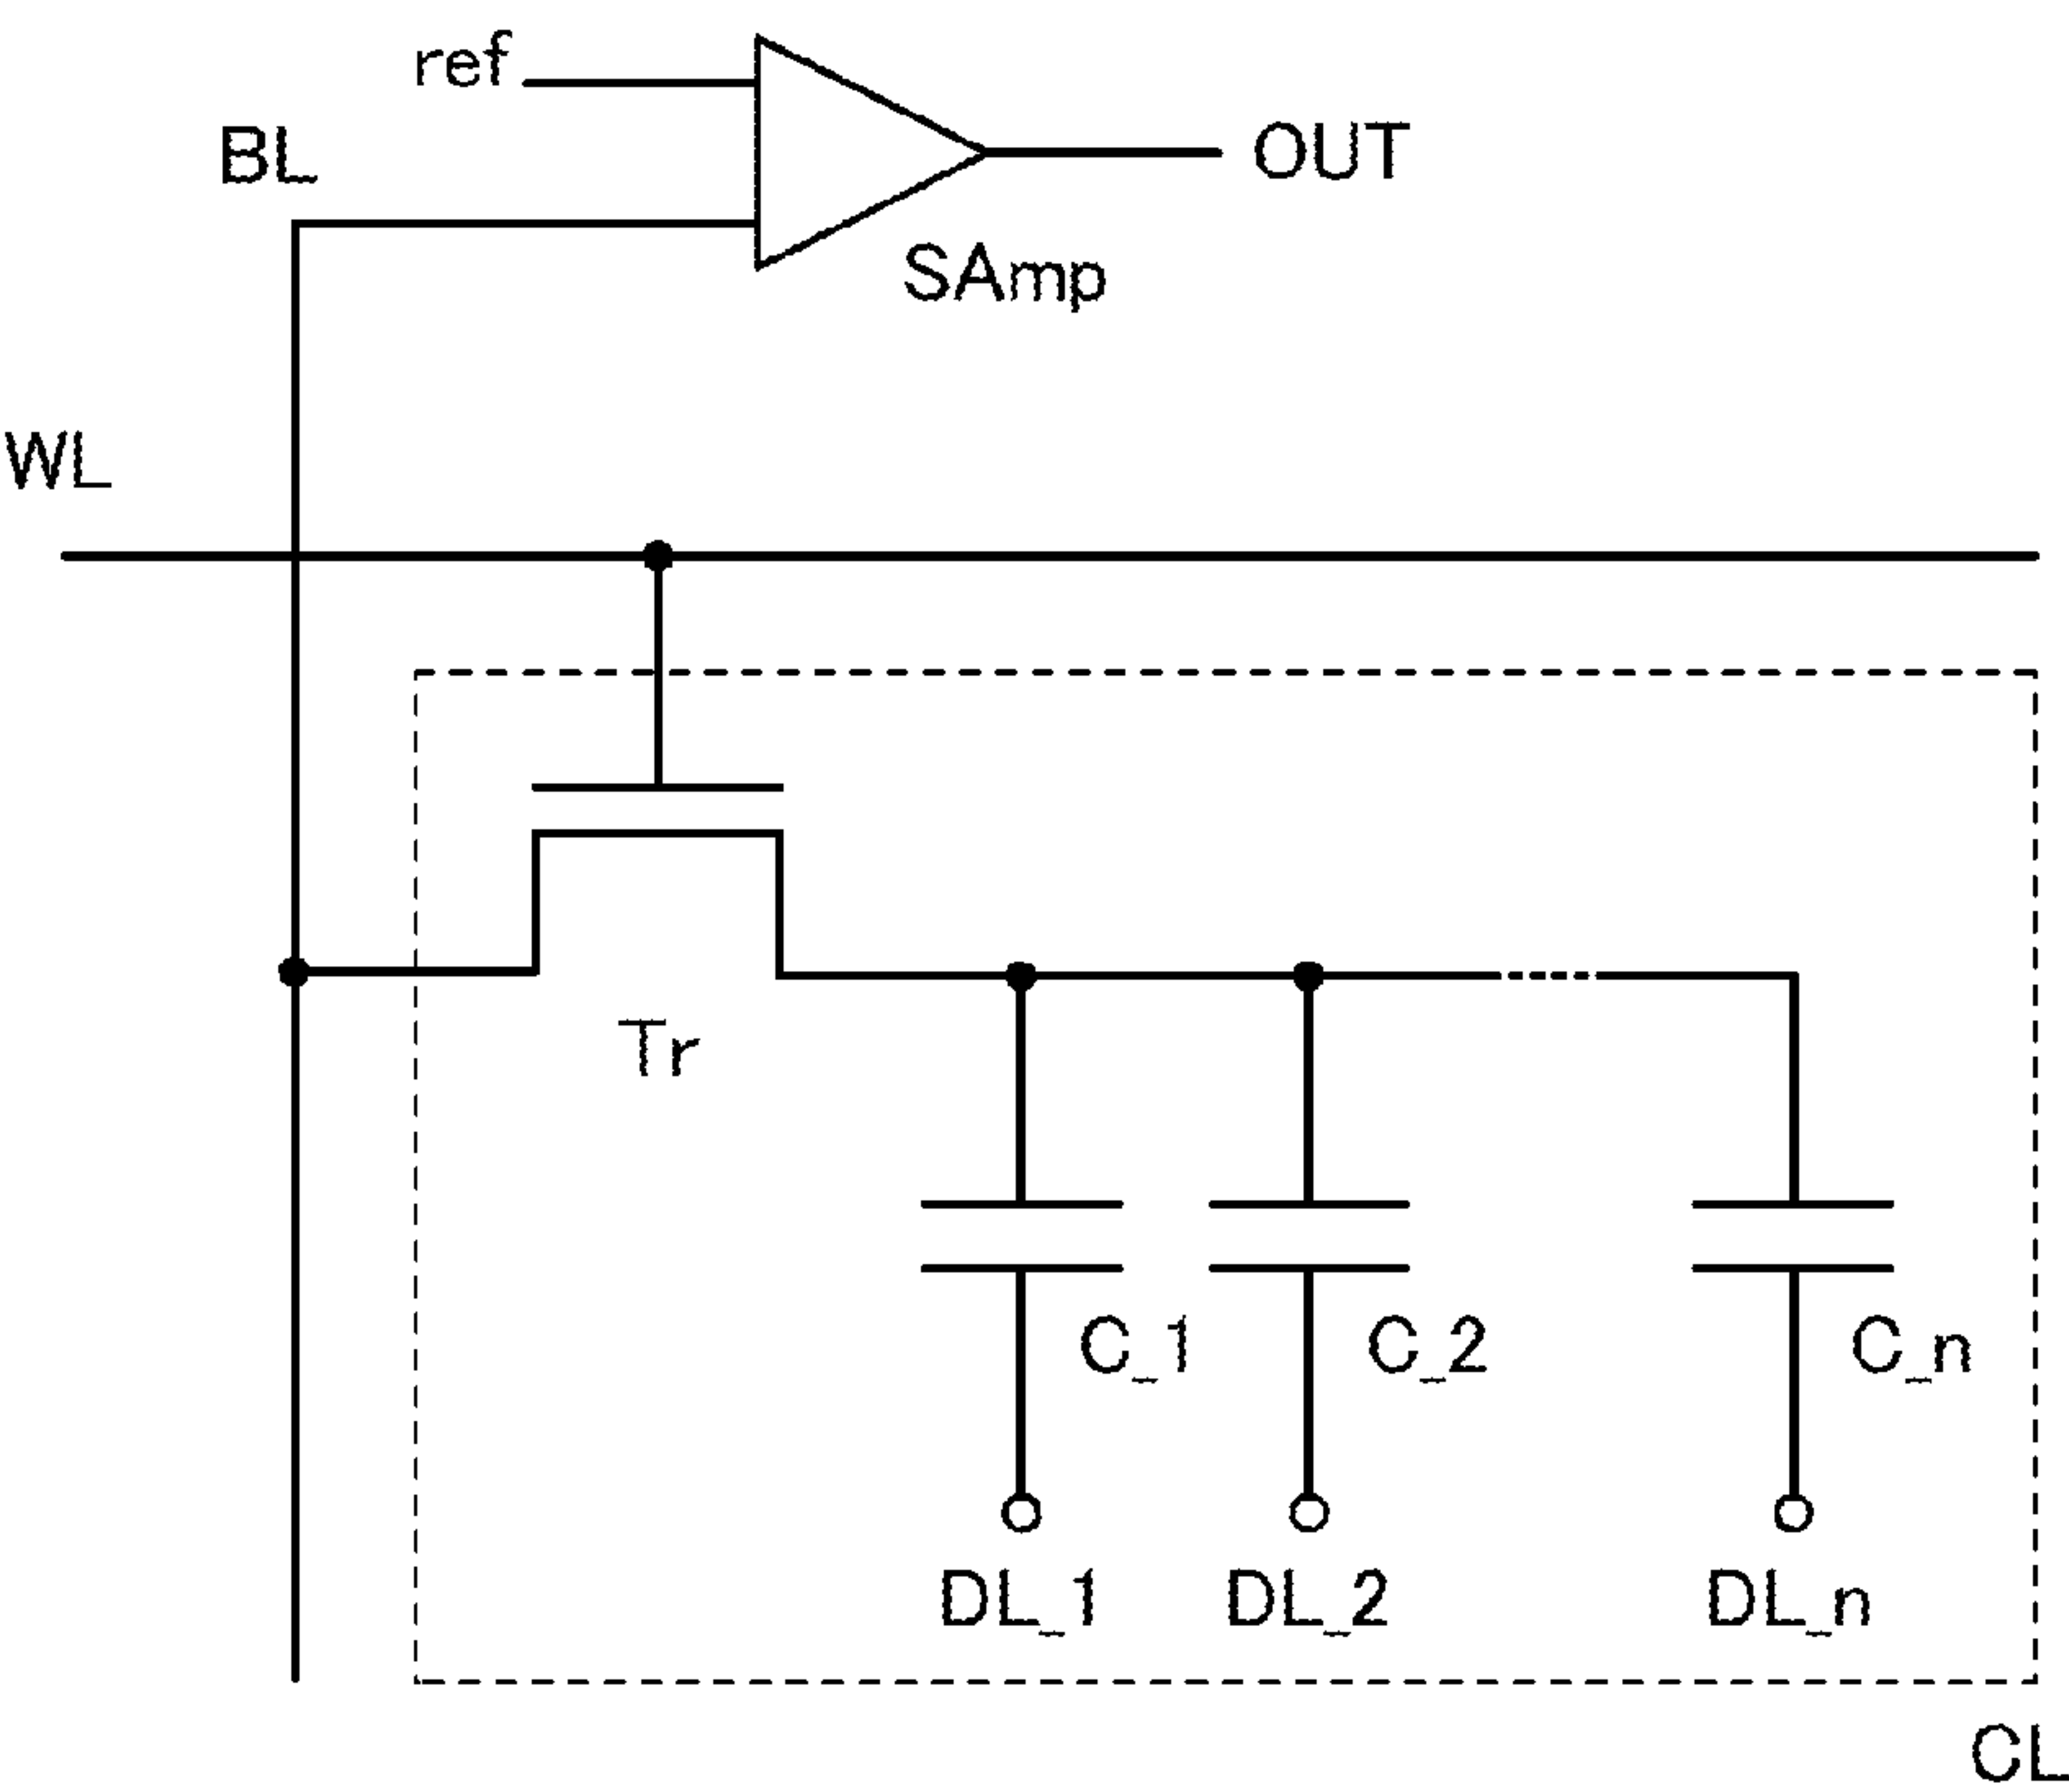 ref
BL
OUT
SAmp
WL
Tr
C_1
C_2
C_n
DL_1
DL_2
DL_n
CL